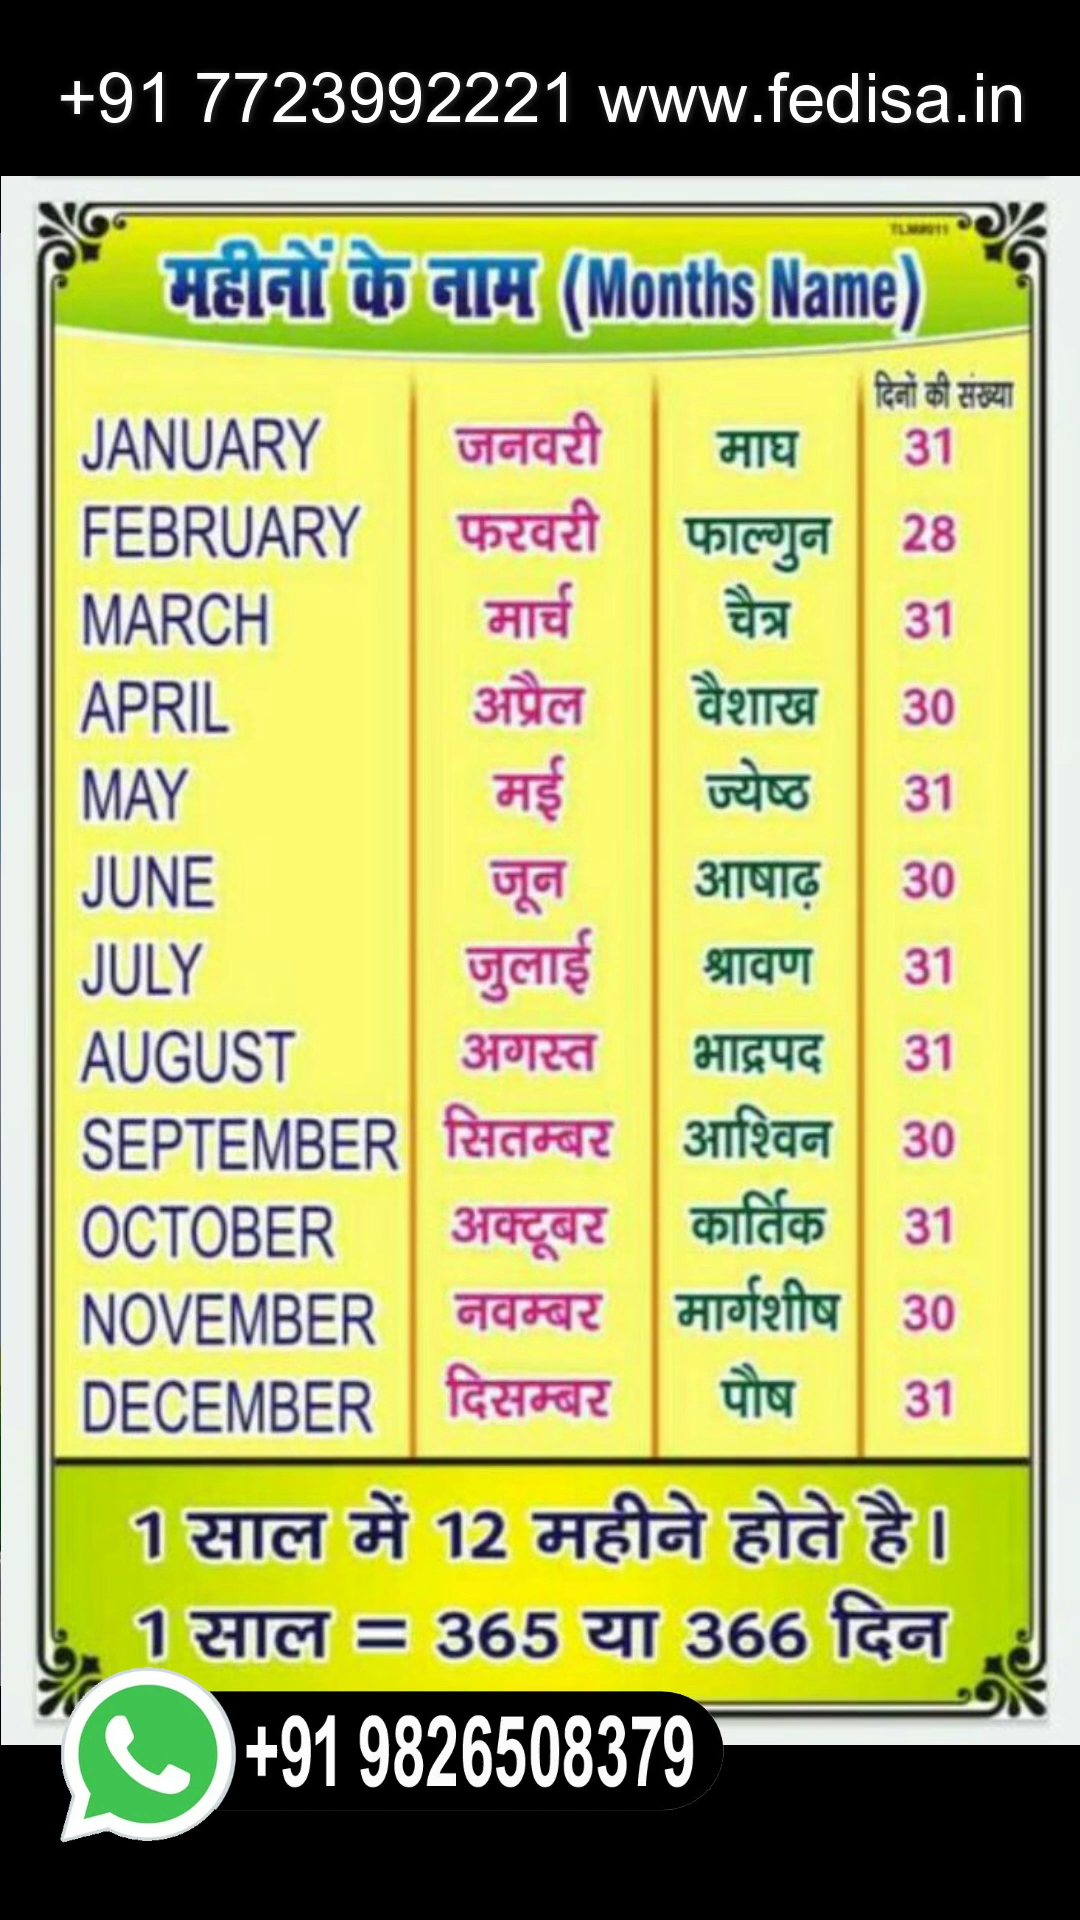 +91 7723992221 www.fedisa.in
TLM#011
महीनों के नाम (Months Name)
दिनों की संख्या
JANUARY जनवरी माघ 31
FEBRUARY फरवरी फाल्गुन 28
MARCH मार्च चैत्र 31
APRIL अप्रैल वैशाख 30
MAY मई ज्येष्ठ 31
JUNE जून आषाढ़ 30
JULY जुलाई श्रावण 31
AUGUST अगस्त भाद्रपद 31
SEPTEMBER सितम्बर आश्विन 30
OCTOBER अक्टूबर कार्तिक 31
NOVEMBER नवम्बर मार्गशीष 30
DECEMBER दिसम्बर पौष 31
1 साल में 12 महीने होते है।
1 साल = 365 या 366 दिन
+91 9826508379